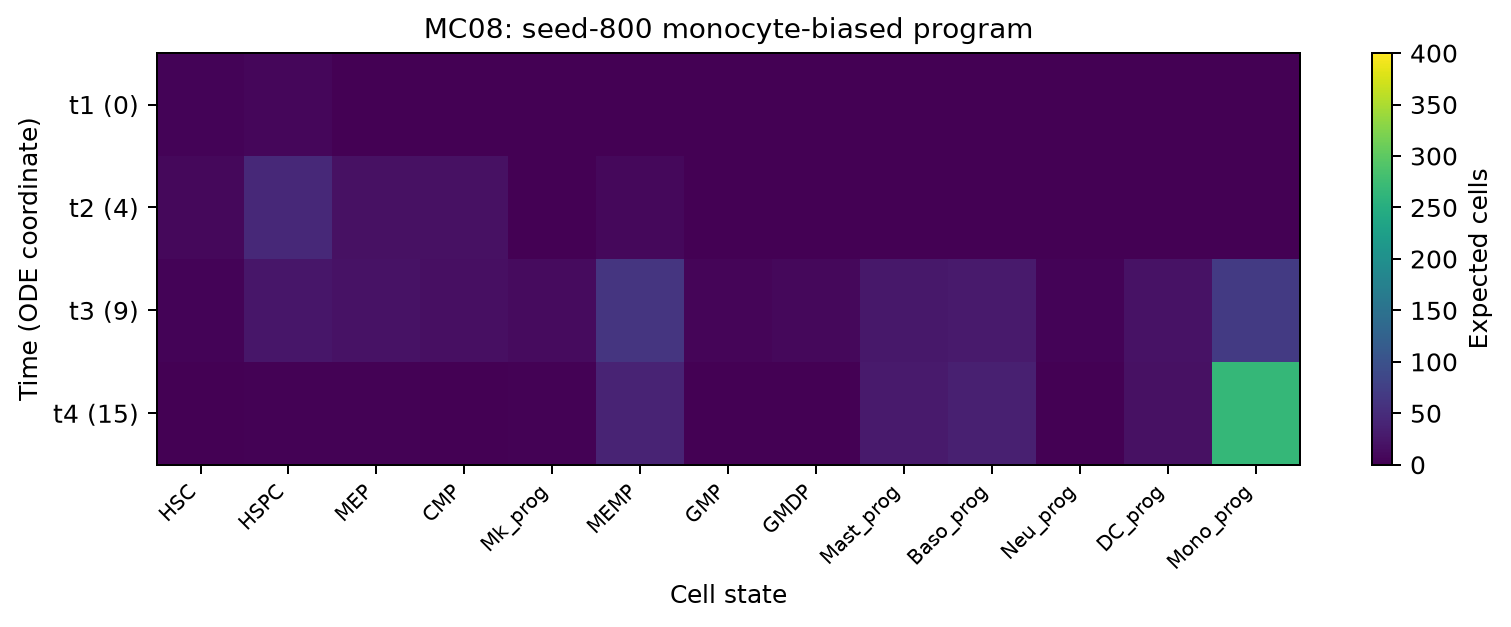 MC08: seed-800 monocyte-biased program
Time (ODE coordinate)
t1 (0)
t2 (4)
t3 (9)
t4 (15)
HSC
HSPC
MEP
CMP
Mk_prog
MEMP
GMP
GMDP
Mast_prog
Baso_prog
Neu_prog
DC_prog
Mono_prog
Cell state
400
350
300
250
200
150
100
50
0
Expected cells